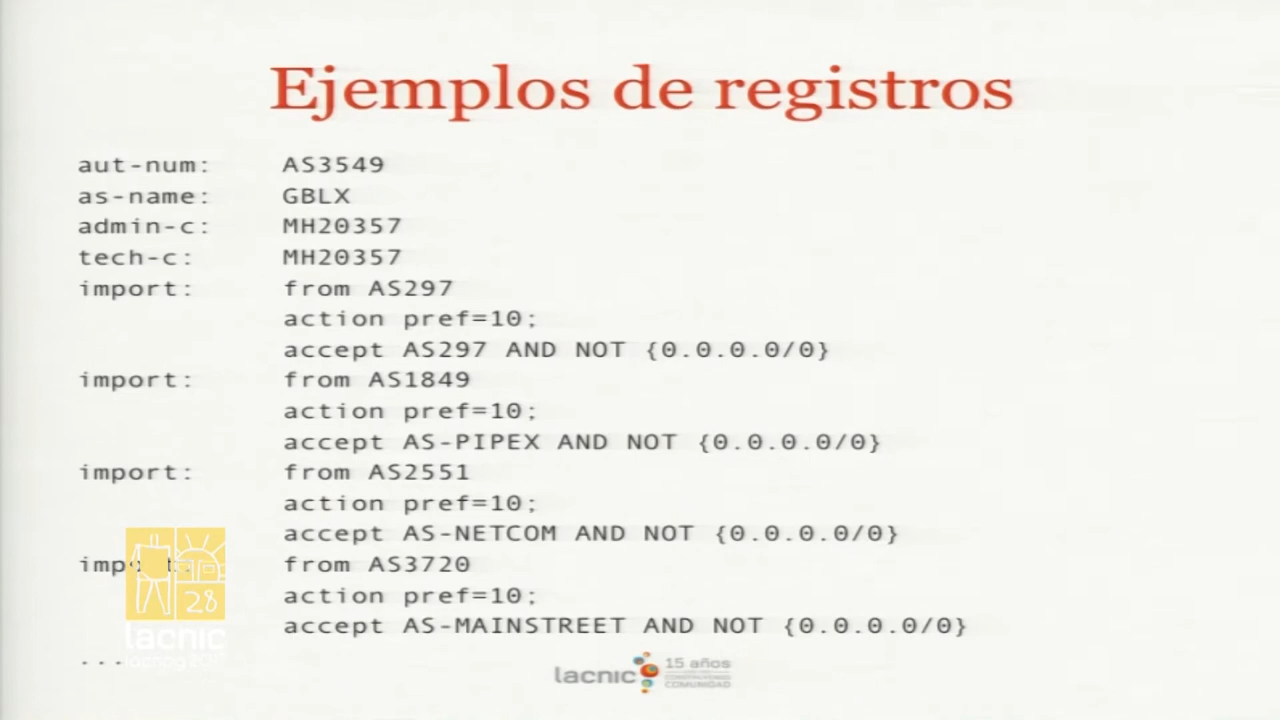 Ejemplos de registros
aut-num: AS3549
as-name: GBLX
admin-c: MH20357
tech-c: MH20357
import: from AS297
action pref=10;
accept AS297 AND NOT {0.0.0.0/0}
import: from AS1849
action pref=10;
accept AS-PIPEX AND NOT {0.0.0.0/0}
import: from AS2551
action pref=10;
accept AS-NETCOM AND NOT {0.0.0.0/0}
import: from AS3720
action pref=10;
accept AS-MAINSTREET AND NOT {0.0.0.0/0}
...
28
lacnic
lacnic 15 años
CONSTRUYENDO
COMUNIDAD